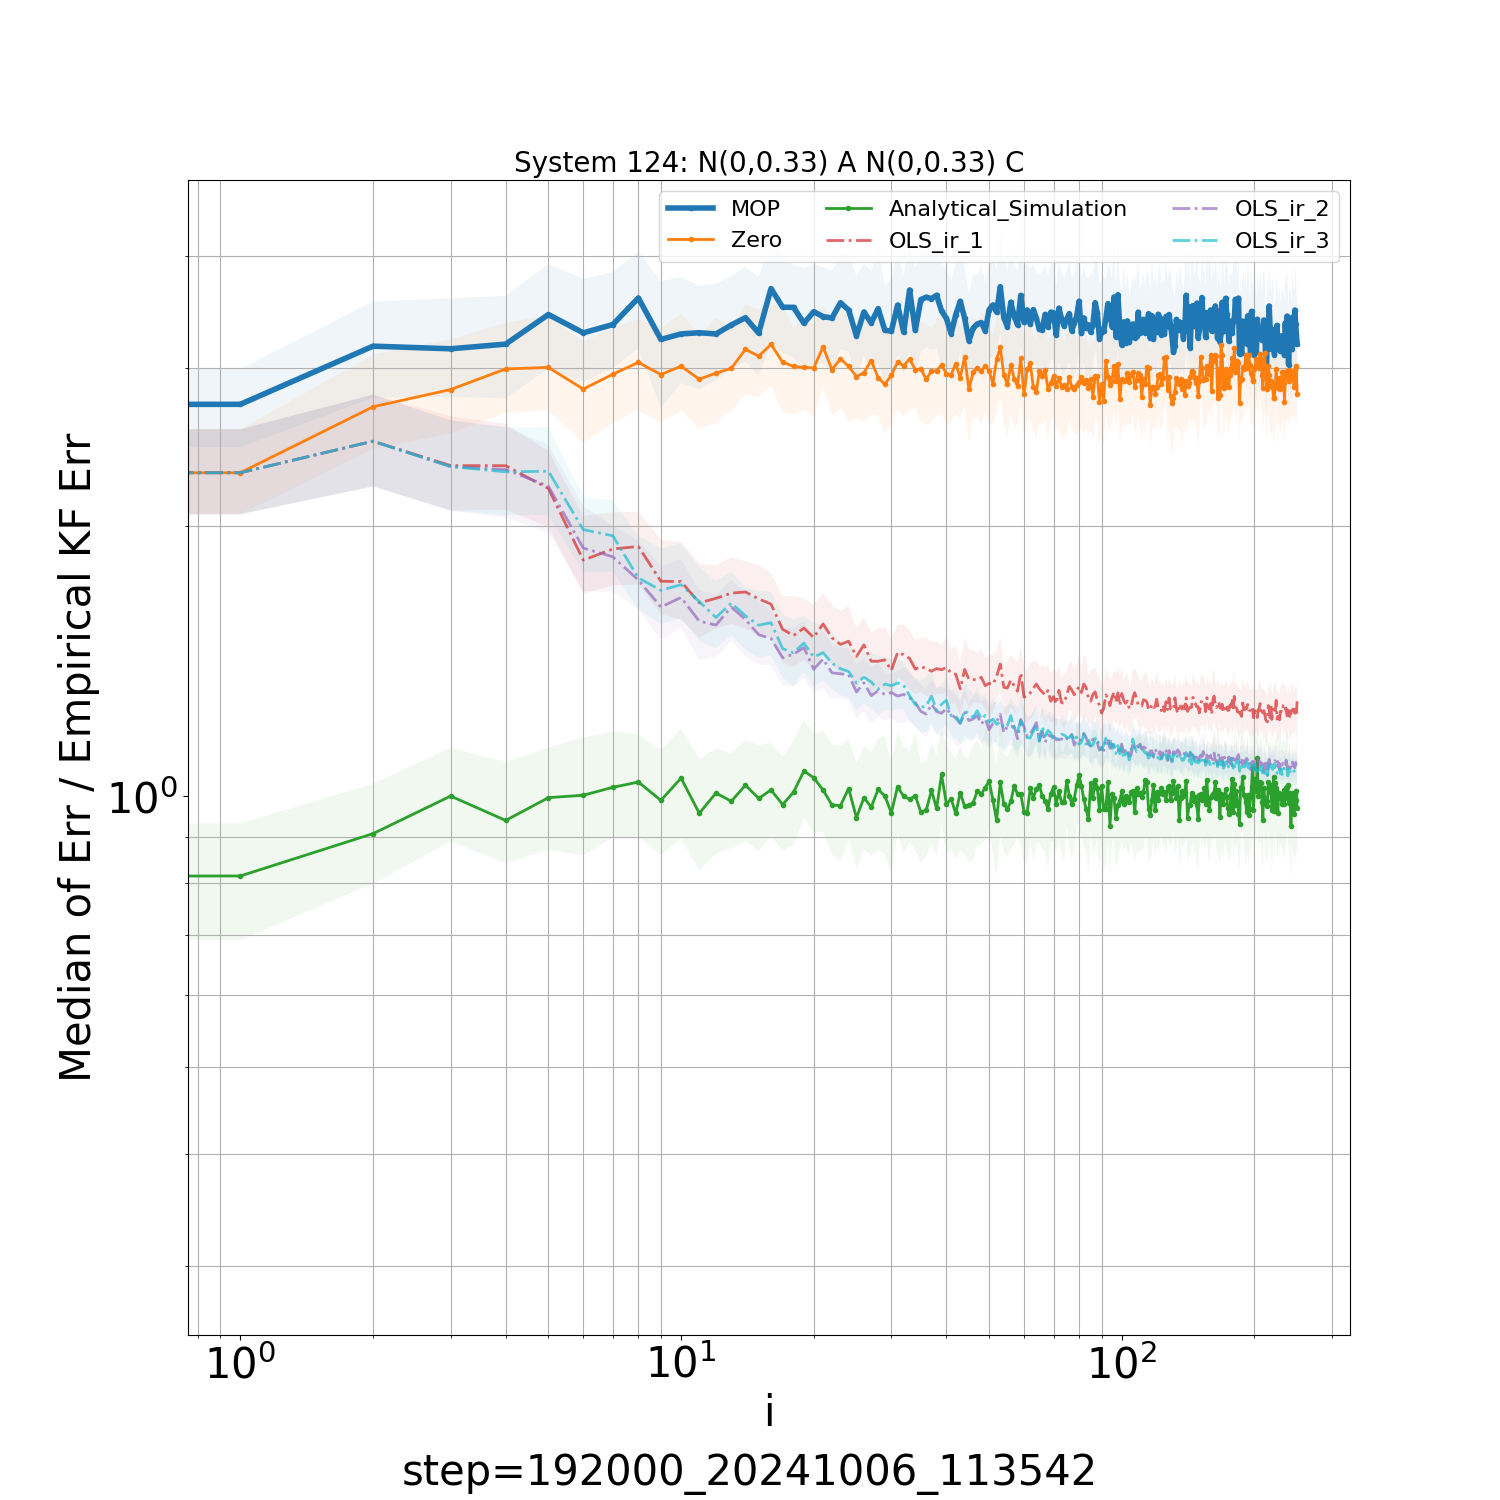 System 124: N(0,0.33) A N(0,0.33) C
MOP
Zero
Analytical_Simulation
OLS_ir_1
OLS_ir_2
OLS_ir_3
Median of Err / Empirical KF Err
10⁰
10⁰
10¹
10²
i
step=192000_20241006_113542